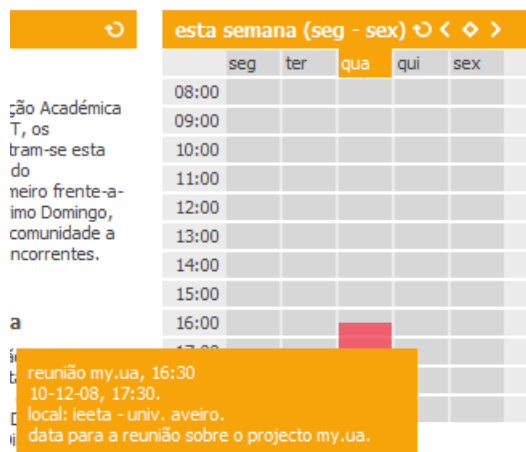 esta semana (seg - sex)
seg ter qua qui sex
08:00
09:00
10:00
11:00
12:00
13:00
14:00
15:00
16:00
ção Académica
T, os
tram-se esta
do
meiro frente-a-
imo Domingo,
comunidade a
ncorrentes.
a
reunião my.ua, 16:30
10-12-08, 17:30.
local: ieeta - univ. aveiro.
data para a reunião sobre o projecto my.ua.